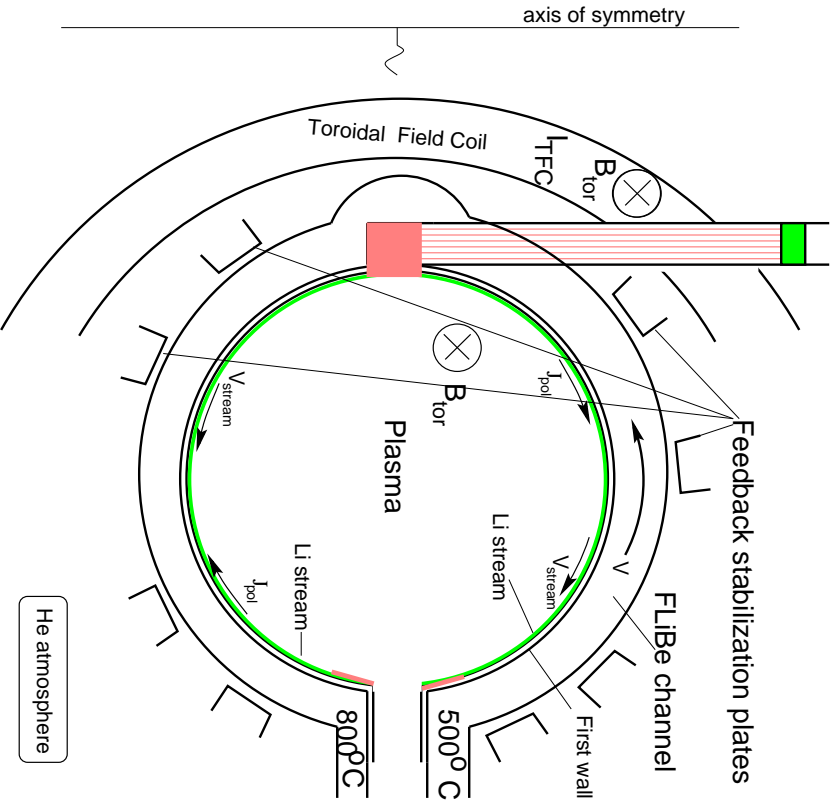 axis of symmetry
Toroidal Field Coil
I TFC
B tor
B tor
J pol
V stream
Plasma
Feedback stabilization plates
Li stream
V stream
V
Li stream
J pol
FLiBe channel
He atmosphere
First wall
800° C
500° C